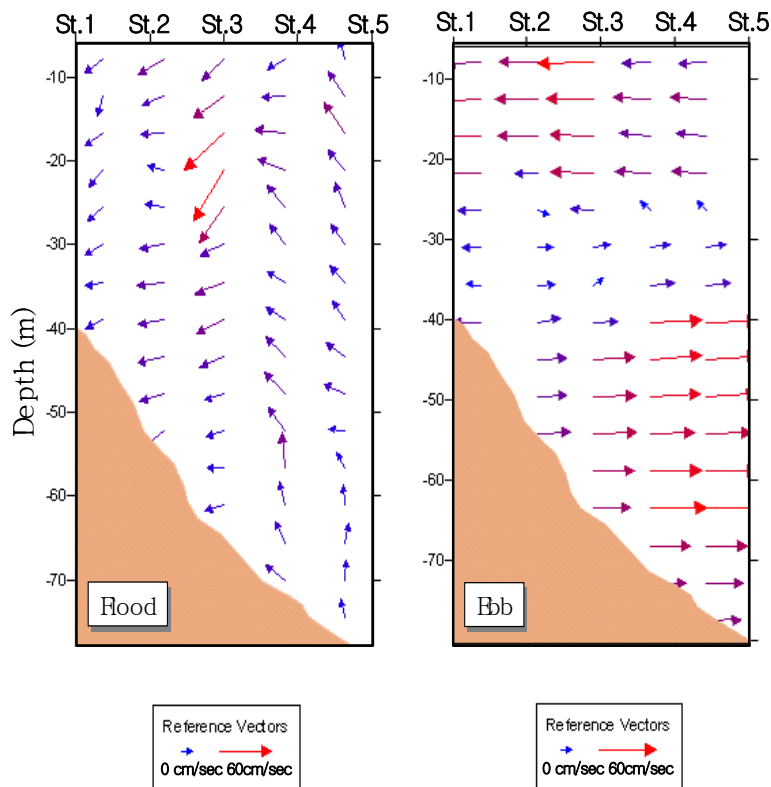 St.1 St.2 St.3 St.4 St.5
-10
-20
-30
-40
-50
-60
-70
Depth (m)
Flood
Reference Vectors
0 cm/sec 60cm/sec
St.1 St.2 St.3 St.4 St.5
-10
-20
-30
-40
-50
-60
-70
Ebb
Reference Vectors
0 cm/sec 60cm/sec